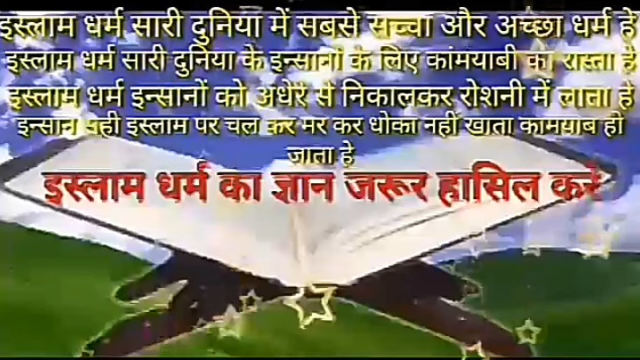 इस्लाम धर्म सारी दुनिया में सबसे सच्चा और अच्छा धर्म हे
इस्लाम धर्म सारी दुनिया के इन्सानों के लिए कांमयाबी का रास्ता हे
इस्लाम धर्म इन्सानों को अंधेरे से निकालकर रोशनी में लाता हे
इन्सान सही इस्लाम पर चल कर मर कर धोका नहीं खाता कामयाब हो
जाता हे
इस्लाम धर्म का ज्ञान जरूर हासिल करे